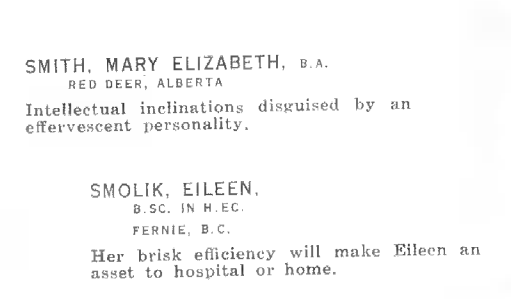 SMITH, MARY ELIZABETH, B.A.
RED DEER, ALBERTA
Intellectual inclinations disguised by an
effervescent personality.
SMOLIK, EILEEN,
B.SC. IN H.EC.
FERNIE, B.C.
Her brisk efficiency will make Eileen an
asset to hospital or home.